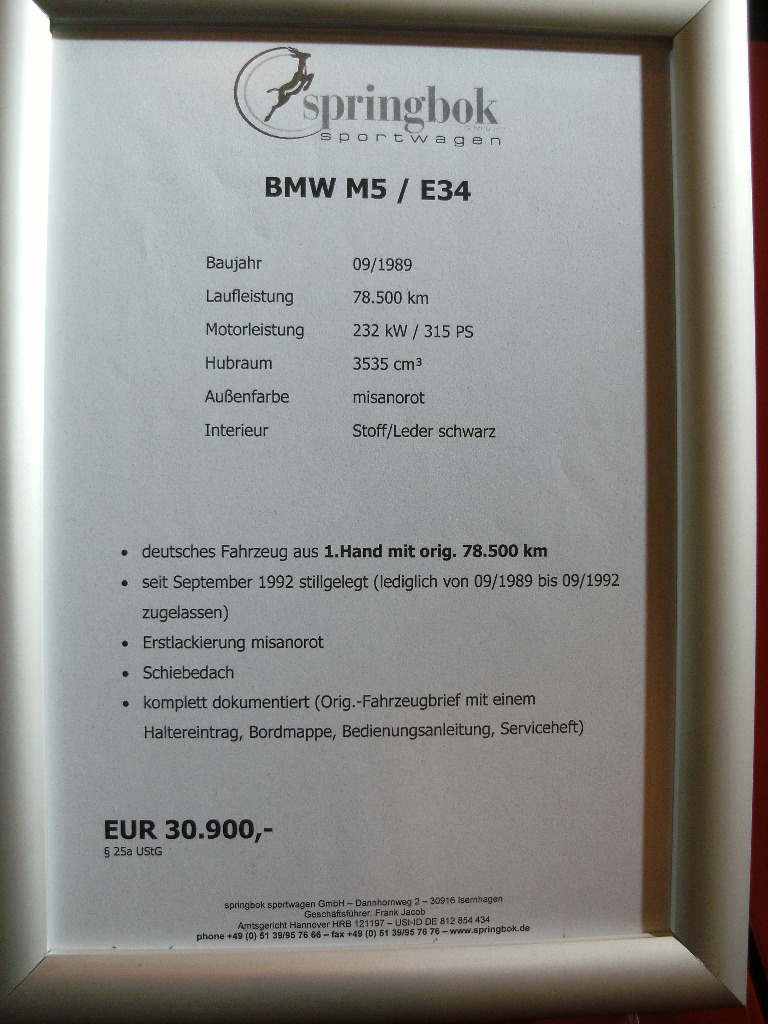 springbok
GmbH
sportwagen
BMW M5 / E34
Baujahr 09/1989
Laufleistung 78.500 km
Motorleistung 232 kW / 315 PS
Hubraum 3535 cm³
Außenfarbe misanorot
Interieur Stoff/Leder schwarz
• deutsches Fahrzeug aus 1.Hand mit orig. 78.500 km
• seit September 1992 stillgelegt (lediglich von 09/1989 bis 09/1992
zugelassen)
• Erstlackierung misanorot
• Schiebedach
• komplett dokumentiert (Orig.-Fahrzeugbrief mit einem
Haltereintrag, Bordmappe, Bedienungsanleitung, Serviceheft)
EUR 30.900,-
§ 25a UStG
springbok sportwagen GmbH – Dannhornweg 2 – 30916 Isernhagen
Geschäftsführer: Frank Jacob
Amtsgericht Hannover HRB 121197 – USt-ID DE 812 854 434
phone +49 (0) 51 39/95 76 66 – fax +49 (0) 51 39/95 76 76 – www.springbok.de